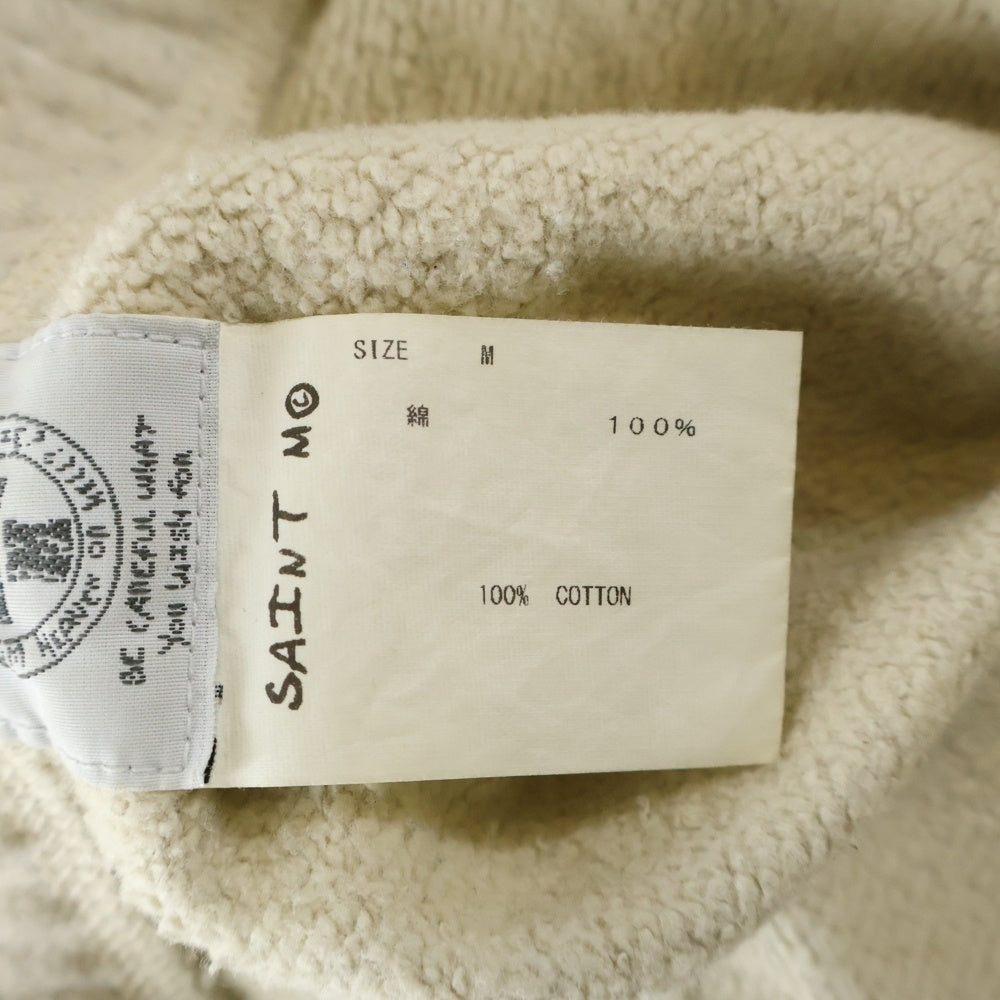 SIZE M
綿 100%
100% COTTON
SAINT M
BE CAREFUL WHAT
YOU WISH FOR